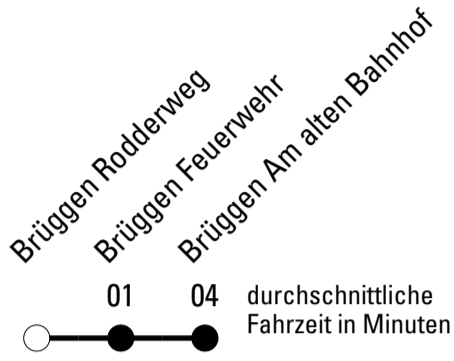 Brüggen Rodderweg
Brüggen Feuerwehr
Brüggen Am alten Bahnhof
01 04 durchschnittliche
Fahrzeit in Minuten